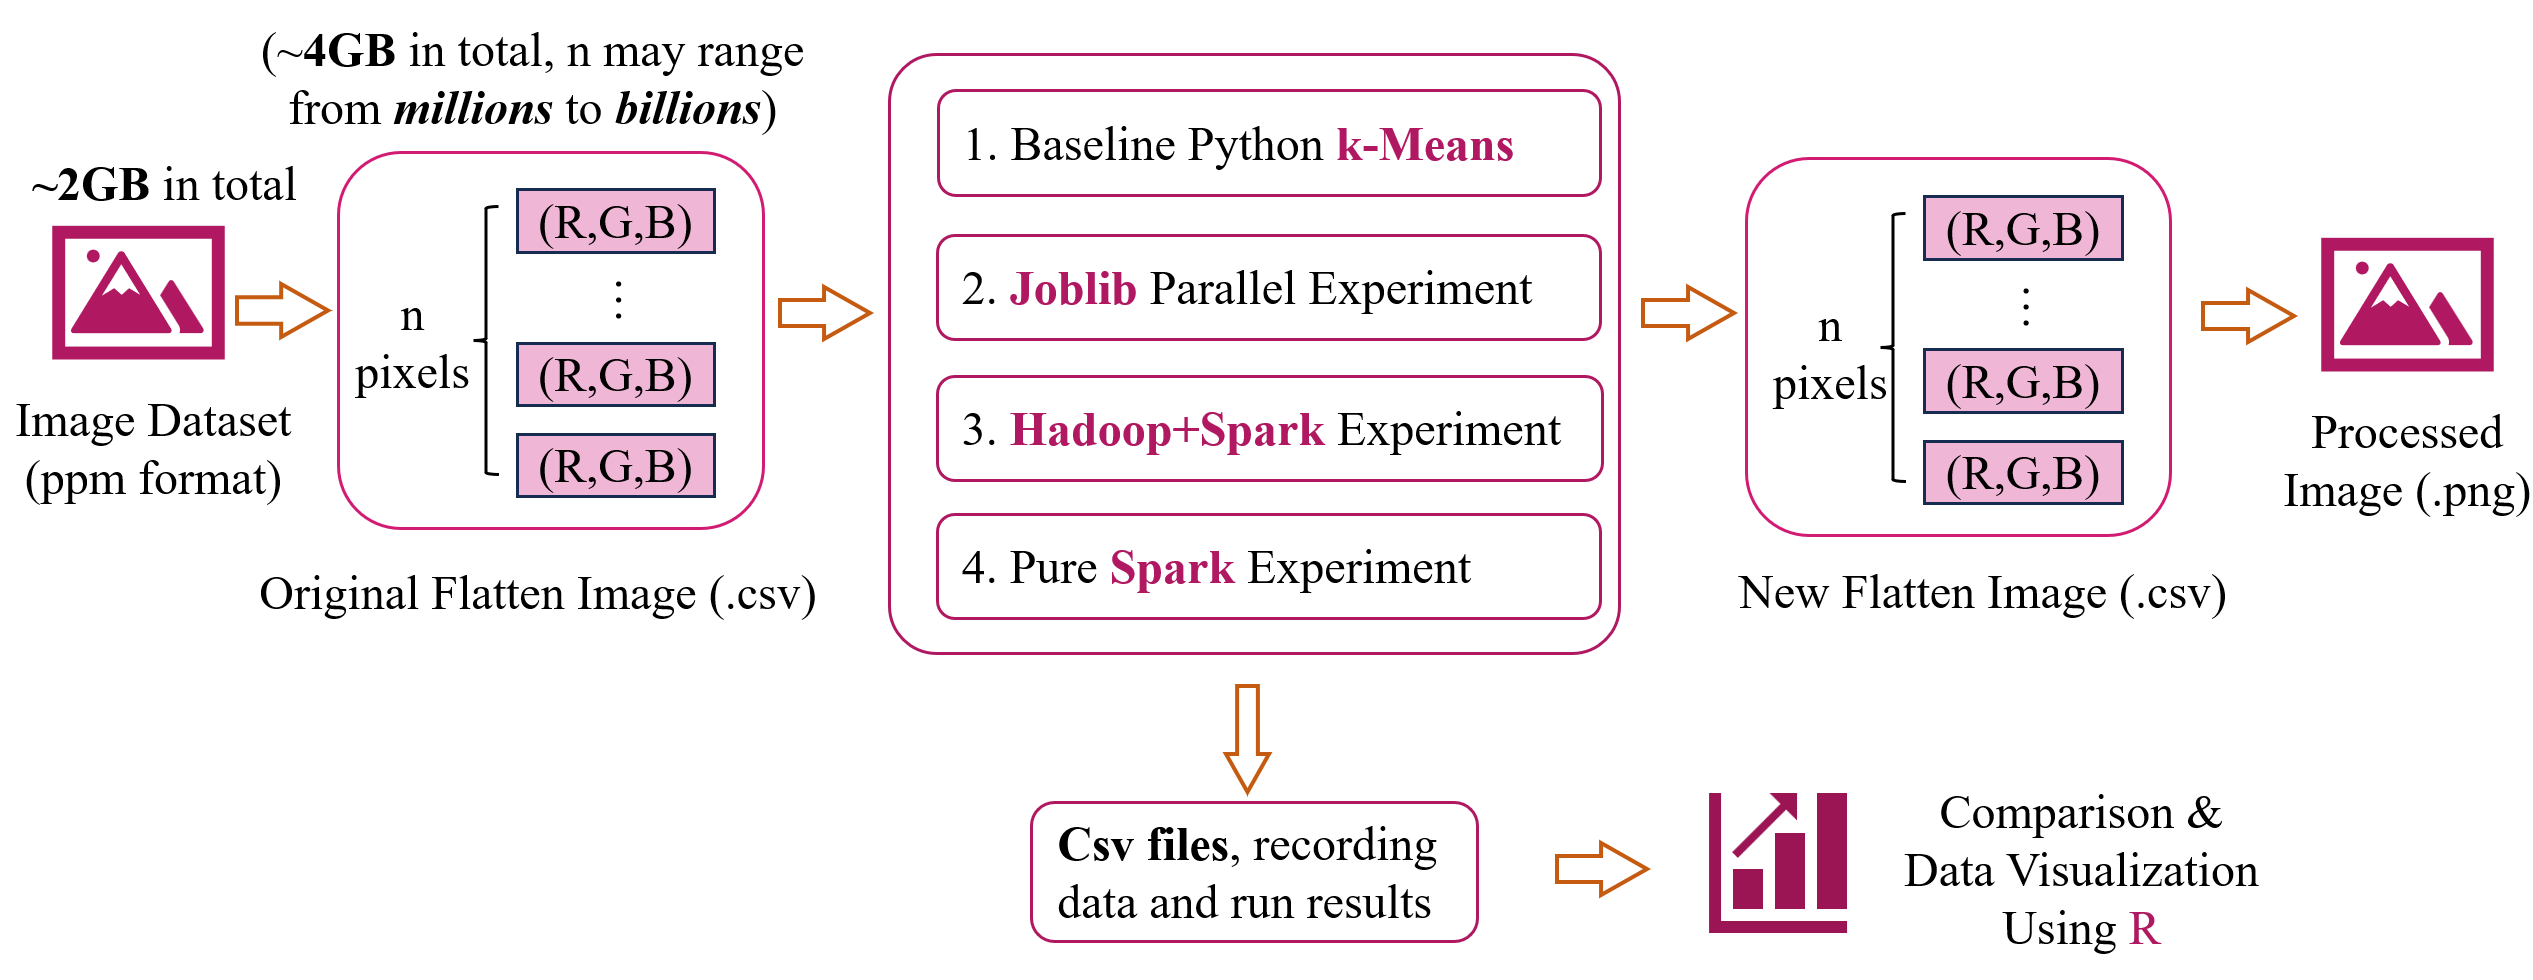 (~4GB in total, n may range
from millions to billions)
~2GB in total
Image Dataset
(ppm format)
n
pixels
(R,G,B)
⋮
(R,G,B)
(R,G,B)
Original Flatten Image (.csv)
1. Baseline Python k-Means
2. Joblib Parallel Experiment
3. Hadoop+Spark Experiment
4. Pure Spark Experiment
n
pixels
(R,G,B)
⋮
(R,G,B)
(R,G,B)
New Flatten Image (.csv)
Processed
Image (.png)
Csv files, recording
data and run results
Comparison &
Data Visualization
Using R